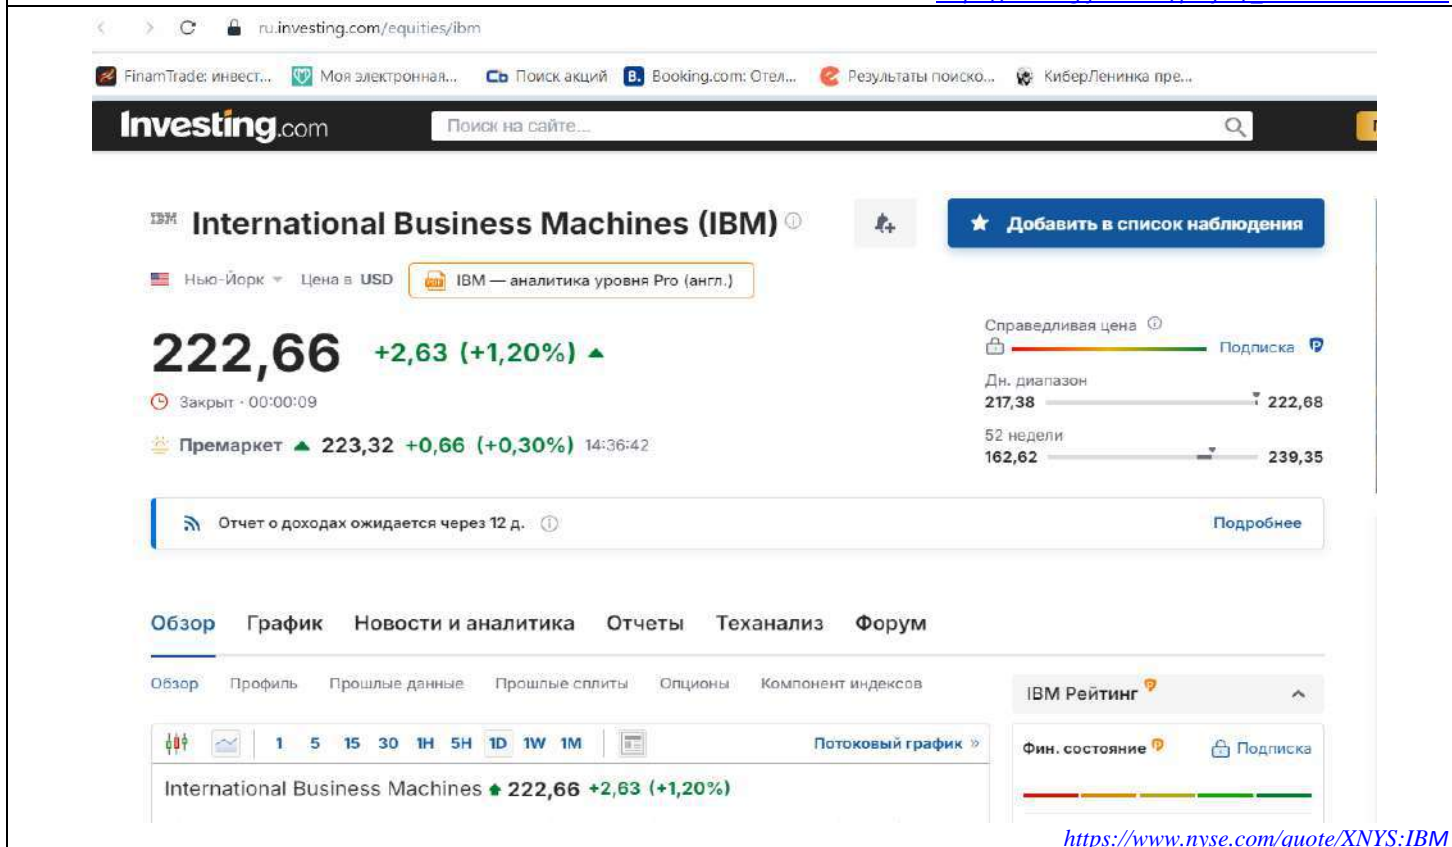 ru.investing.com/equities/ibm
FinamTrade: инвест... Моя электронная... Сь Поиск акций B. Booking.com: Отел... Результаты поиско... КиберЛенинка пре...
Investing.com Поиск на сайте...
IBM International Business Machines (IBM) Добавить в список наблюдения
Нью-Йорк Цена в USD IBM — аналитика уровня Pro (англ.)
222,66 +2,63 (+1,20%)
Справедливая цена
Подписка
Закрыт · 00:00:09
Дн. диапазон
217,38 222,68
Премаркет 223,32 +0,66 (+0,30%) 14:36:42
52 недели
162,62 239,35
Отчет о доходах ожидается через 12 д. Подробнее
Обзор График Новости и аналитика Отчеты Теханализ Форум
Обзор Профиль Прошлые данные Прошлые сплиты Опционы Компонент индексов
IBM Рейтинг
1 5 15 30 1H 5H 1D 1W 1M Потоковый график »
Фин. состояние Подписка
International Business Machines 222,66 +2,63 (+1,20%)
https://www.nyse.com/quote/XNYS:IBM